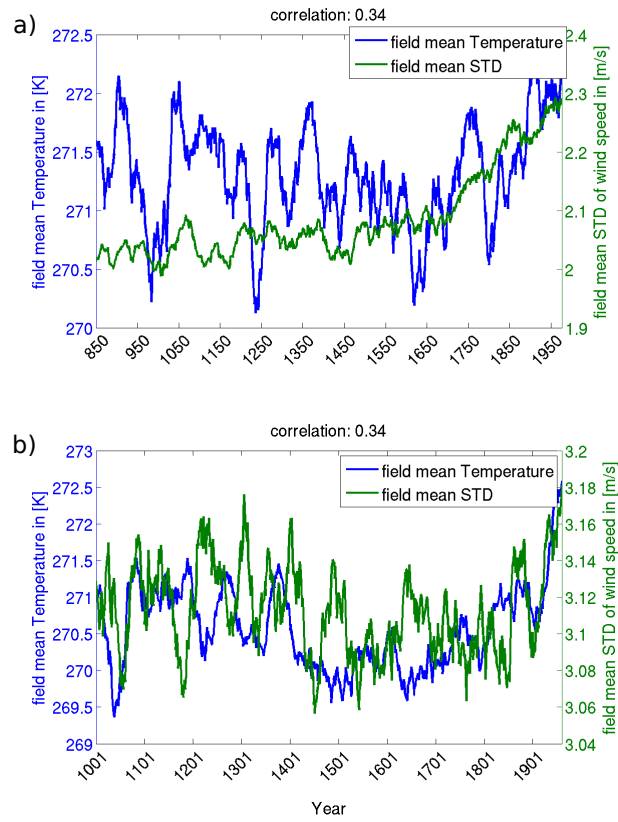 a)
correlation: 0.34
field mean Temperature
field mean STD
field mean Temperature in [K]
272.5
272
271.5
271
270.5
270
field mean STD of wind speed in [m/s]
2.4
2.3
2.2
2.1
2
1.9
850 950 1050 1150 1250 1350 1450 1550 1650 1750 1850 1950
b)
correlation: 0.34
field mean Temperature
field mean STD
field mean Temperature in [K]
273
272.5
272
271.5
271
270.5
270
269.5
269
field mean STD of wind speed in [m/s]
3.2
3.18
3.16
3.14
3.12
3.1
3.08
3.06
3.04
1001 1101 1201 1301 1401 1501 1601 1701 1801 1901
Year